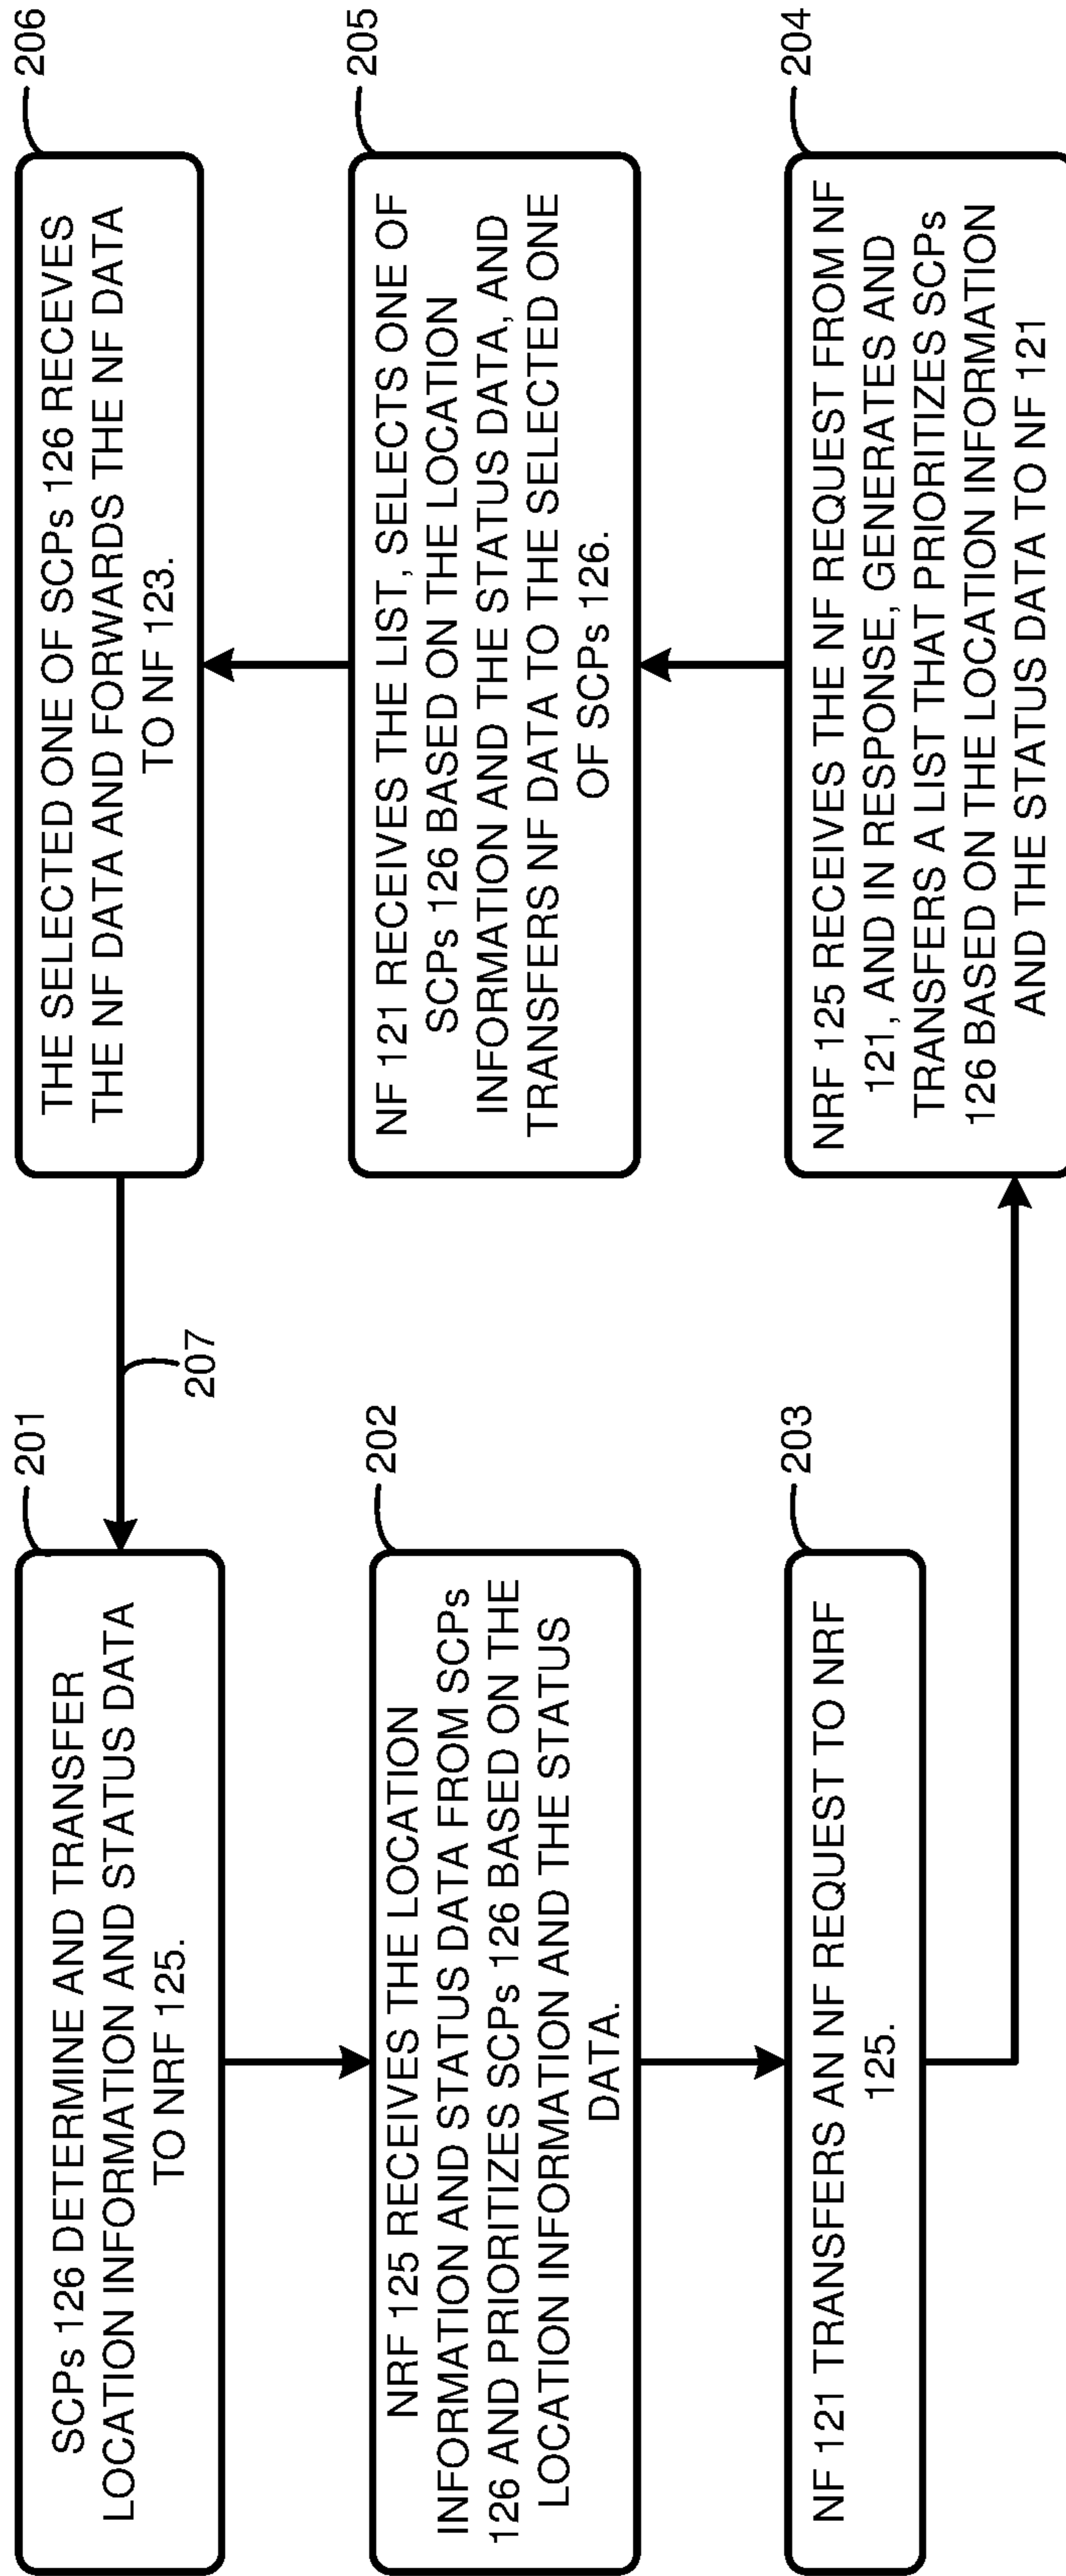 201
SCPs 126 DETERMINE AND TRANSFER
LOCATION INFORMATION AND STATUS DATA
TO NRF 125.
202
NRF 125 RECEIVES THE LOCATION
INFORMATION AND STATUS DATA FROM SCPs
126 AND PRIORITIZES SCPs 126 BASED ON THE
LOCATION INFORMATION AND THE STATUS
DATA.
203
NF 121 TRANSFERS AN NF REQUEST TO NRF
125.
204
NRF 125 RECEIVES THE NF REQUEST FROM NF
121, AND IN RESPONSE, GENERATES AND
TRANSFERS A LIST THAT PRIORITIZES SCPs
126 BASED ON THE LOCATION INFORMATION
AND THE STATUS DATA TO NF 121
205
NF 121 RECEIVES THE LIST, SELECTS ONE OF
SCPs 126 BASED ON THE LOCATION
INFORMATION AND THE STATUS DATA, AND
TRANSFERS NF DATA TO THE SELECTED ONE
OF SCPs 126.
206
THE SELECTED ONE OF SCPs 126 RECEVES
THE NF DATA AND FORWARDS THE NF DATA
TO NF 123.
207